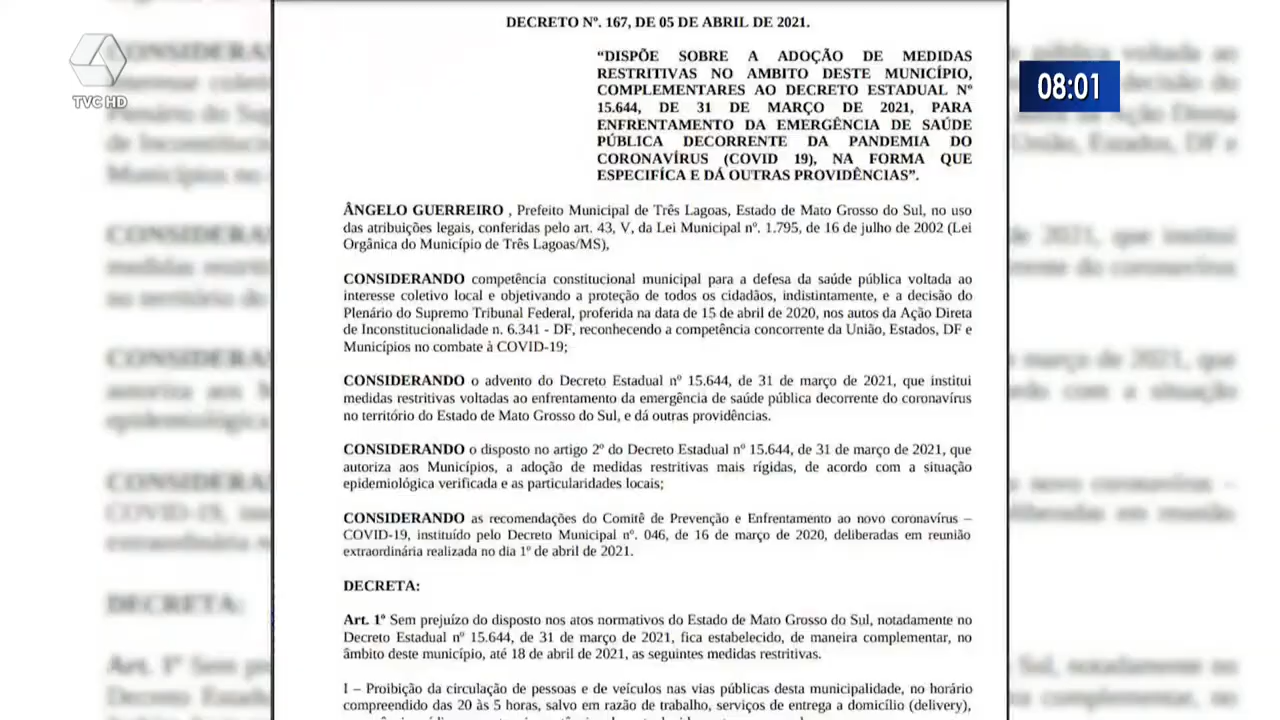 DECRETO Nº. 167, DE 05 DE ABRIL DE 2021.
“DISPÕE SOBRE A ADOÇÃO DE MEDIDAS
RESTRITIVAS NO AMBITO DESTE MUNICÍPIO,
COMPLEMENTARES AO DECRETO ESTADUAL Nº
15.644, DE 31 DE MARÇO DE 2021, PARA
ENFRENTAMENTO DA EMERGÊNCIA DE SAÚDE
PÚBLICA DECORRENTE DA PANDEMIA DO
CORONAVÍRUS (COVID 19), NA FORMA QUE
ESPECIFÍCA E DÁ OUTRAS PROVIDÊNCIAS”.
TVC HD
08:01
ÂNGELO GUERREIRO , Prefeito Municipal de Três Lagoas, Estado de Mato Grosso do Sul, no uso
das atribuições legais, conferidas pelo art. 43, V, da Lei Municipal nº. 1.795, de 16 de julho de 2002 (Lei
Orgânica do Município de Três Lagoas/MS),
CONSIDERANDO competência constitucional municipal para a defesa da saúde pública voltada ao
interesse coletivo local e objetivando a proteção de todos os cidadãos, indistintamente, e a decisão do
Plenário do Supremo Tribunal Federal, proferida na data de 15 de abril de 2020, nos autos da Ação Direta
de Inconstitucionalidade n. 6.341 - DF, reconhecendo a competência concorrente da União, Estados, DF e
Municípios no combate à COVID-19;
CONSIDERANDO o advento do Decreto Estadual nº 15.644, de 31 de março de 2021, que institui
medidas restritivas voltadas ao enfrentamento da emergência de saúde pública decorrente do coronavírus
no território do Estado de Mato Grosso do Sul, e dá outras providências.
CONSIDERANDO o disposto no artigo 2º do Decreto Estadual nº 15.644, de 31 de março de 2021, que
autoriza aos Municípios, a adoção de medidas restritivas mais rígidas, de acordo com a situação
epidemiológica verificada e as particularidades locais;
CONSIDERANDO as recomendações do Comitê de Prevenção e Enfrentamento ao novo coronavírus –
COVID-19, instituído pelo Decreto Municipal nº. 046, de 16 de março de 2020, deliberadas em reunião
extraordinária realizada no dia 1º de abril de 2021.
DECRETA:
Art. 1º Sem prejuízo do disposto nos atos normativos do Estado de Mato Grosso do Sul, notadamente no
Decreto Estadual nº 15.644, de 31 de março de 2021, fica estabelecido, de maneira complementar, no
âmbito deste município, até 18 de abril de 2021, as seguintes medidas restritivas.
I – Proibição da circulação de pessoas e de veículos nas vias públicas desta municipalidade, no horário
compreendido das 20 às 5 horas, salvo em razão de trabalho, serviços de entrega a domicílio (delivery),